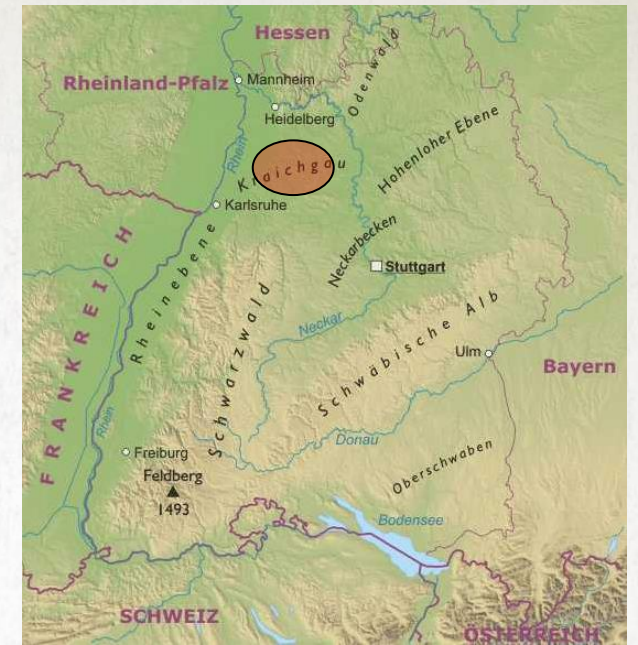 Hessen
Rheinland-Pfalz
Mannheim
Odenwald
Heidelberg
Hohenloher Ebene
Rhein
Kraichgau
Karlsruhe
FRANKREICH
Rheinebene
Neckarbecken
Stuttgart
Schwarzwald
Neckar
Schwäbische Alb
Ulm
Bayern
Rhein
Donau
Freiburg
Feldberg
1493
Oberschwaben
Bodensee
SCHWEIZ
ÖSTERREICH